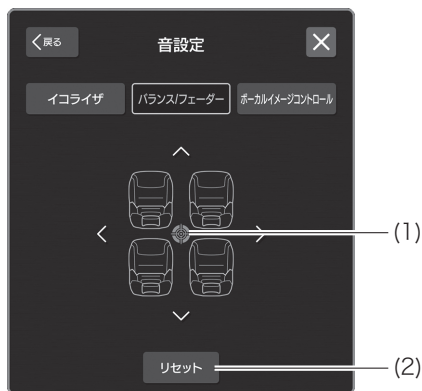 戻る
音設定
イコライザ
バランス/フェーダー
ボーカルイメージコントロール
(1)
リセット
(2)